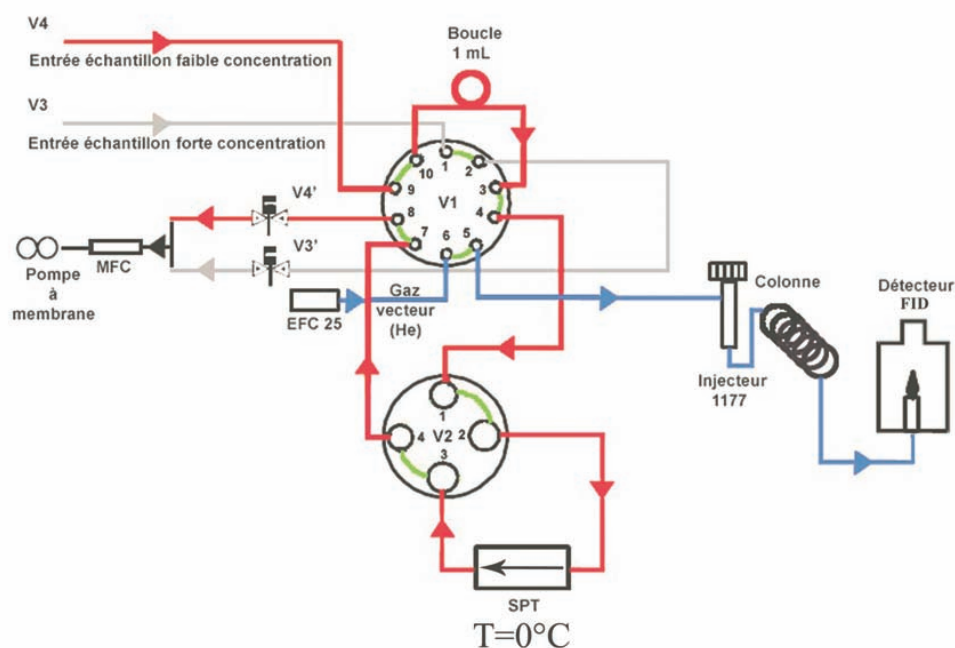 V4
Entrée échantillon faible concentration
V3
Entrée échantillon forte concentration
Boucle
1 mL
10
1
2
9
3
V1
8
4
7
6
5
V4'
V3'
MFC
Pompe
à
membrane
EFC 25
Gaz
vecteur
(He)
Colonne
Détecteur
FID
Injecteur
1177
1
4
V2
2
3
SPT
T=0°C